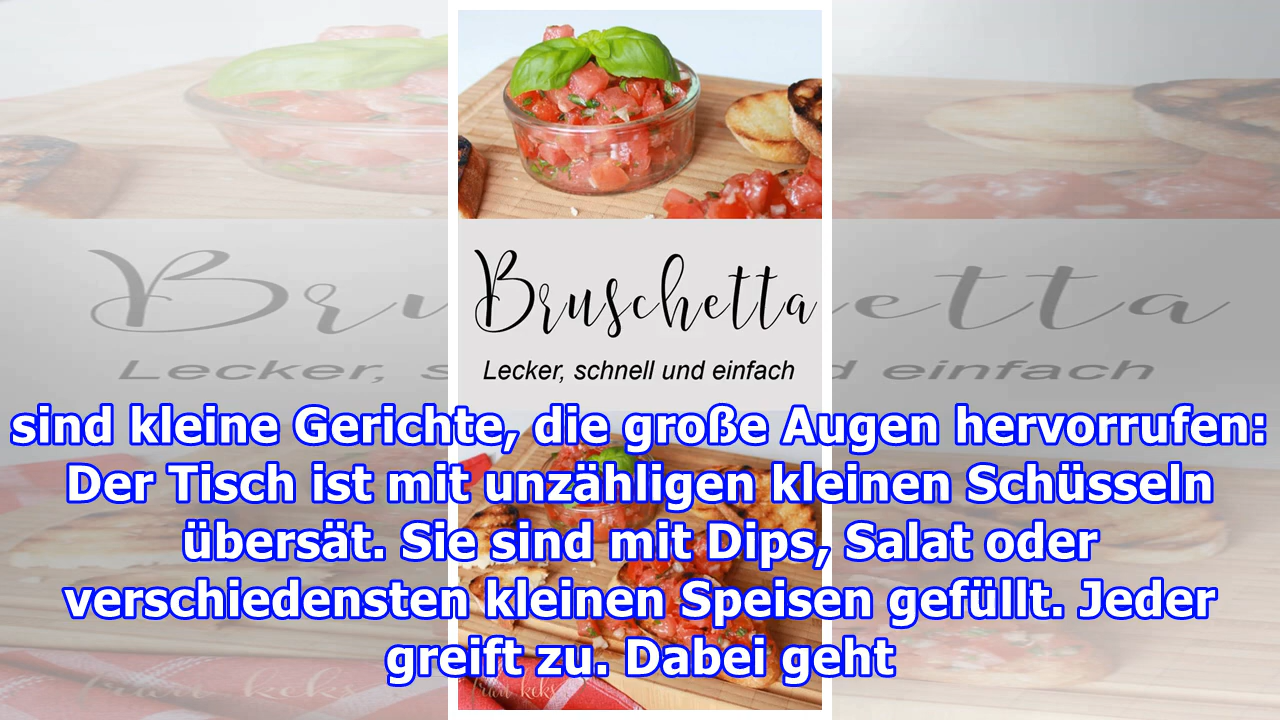 Bruschetta
Lecker, schnell und einfach
sind kleine Gerichte, die große Augen hervorrufen:
Der Tisch ist mit unzähligen kleinen Schüsseln
übersät. Sie sind mit Dips, Salat oder
verschiedensten kleinen Speisen gefüllt. Jeder
greift zu. Dabei geht